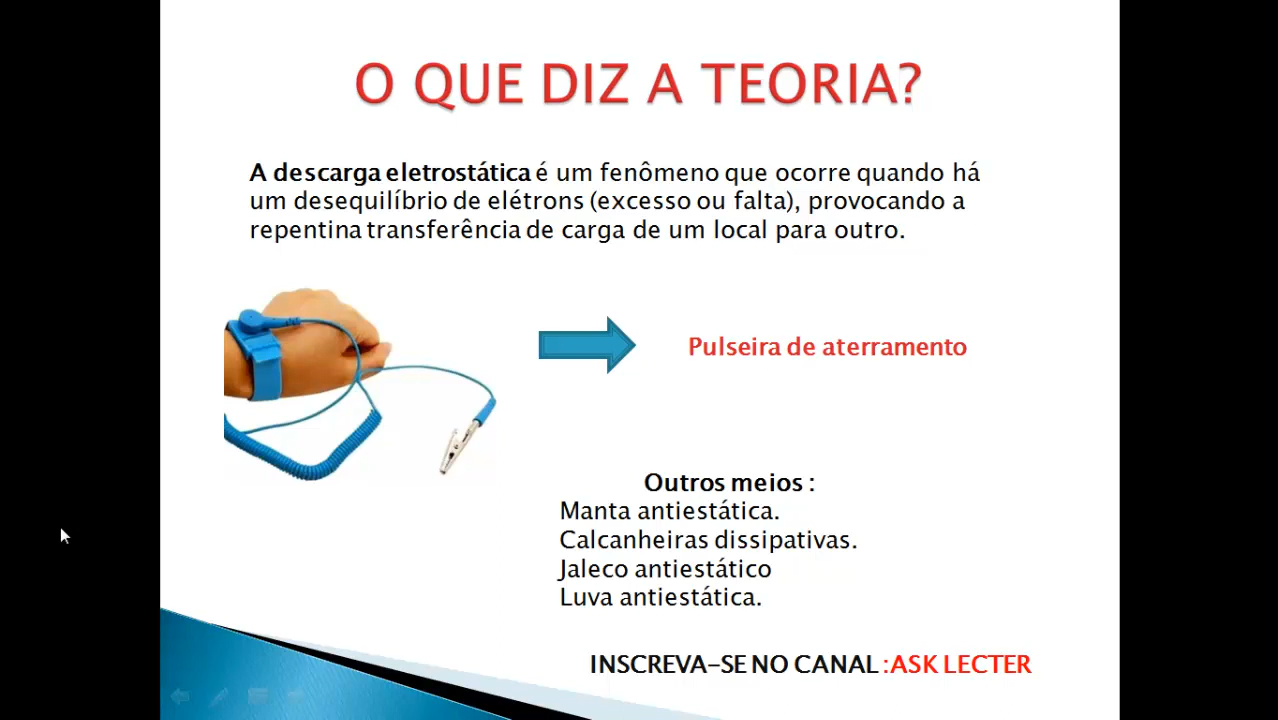 O QUE DIZ A TEORIA?
A descarga eletrostática é um fenômeno que ocorre quando há
um desequilíbrio de elétrons (excesso ou falta), provocando a
repentina transferência de carga de um local para outro.
Pulseira de aterramento
Outros meios :
Manta antiestática.
Calcanheiras dissipativas.
Jaleco antiestático
Luva antiestática.
INSCREVA-SE NO CANAL :ASK LECTER